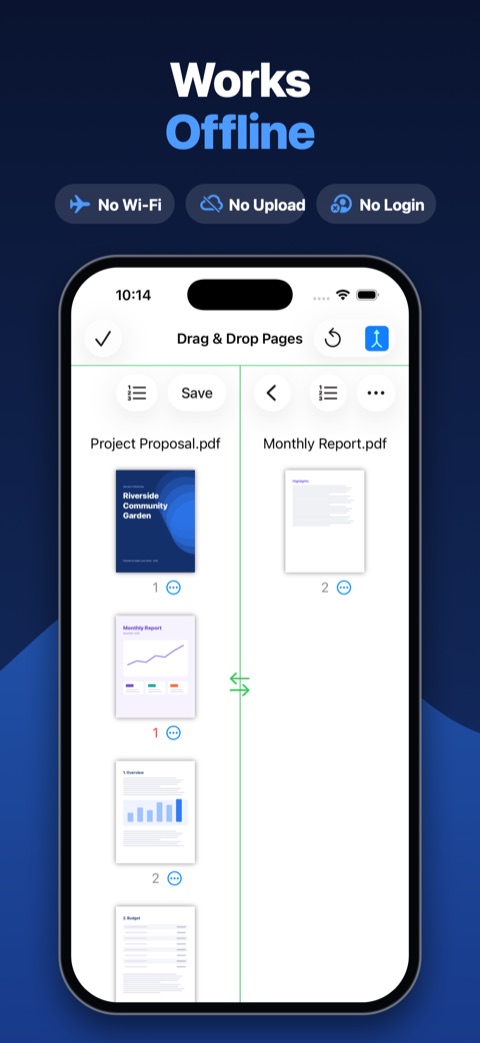 Works
Offline
No Wi-Fi
No Upload
No Login
10:14
Drag & Drop Pages
Save
Project Proposal.pdf
Monthly Report.pdf
Riverside
Community
Garden
1
Highlights
2
Monthly Report
1
1 Overview
2
2 Budget